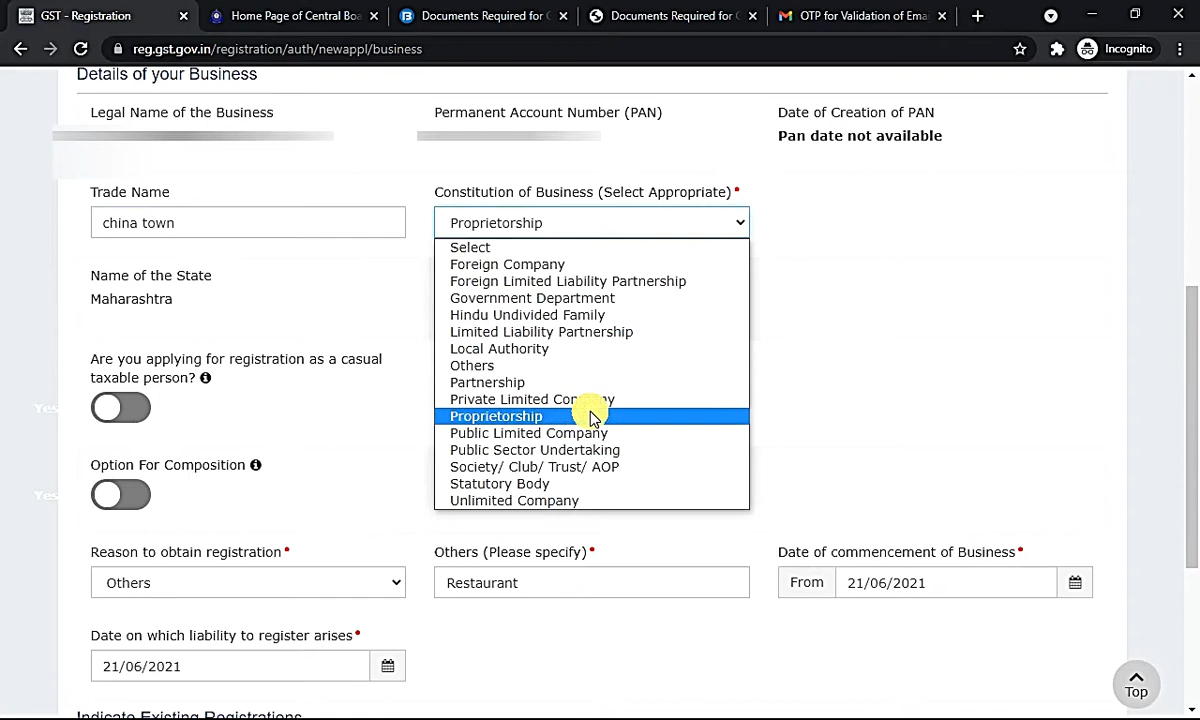 GST - Registration
Home Page of Central Boa
Documents Required for G
Documents Required for G
OTP for Validation of Ema
reg.gst.gov.in/registration/auth/newappl/business
Incognito
Details of your Business
Legal Name of the Business
Permanent Account Number (PAN)
Date of Creation of PAN
Pan date not available
Trade Name
Constitution of Business (Select Appropriate)*
china town
Proprietorship
Select
Foreign Company
Foreign Limited Liability Partnership
Government Department
Hindu Undivided Family
Limited Liability Partnership
Local Authority
Others
Partnership
Private Limited Company
Proprietorship
Public Limited Company
Public Sector Undertaking
Society/ Club/ Trust/ AOP
Statutory Body
Unlimited Company
Name of the State
Maharashtra
Are you applying for registration as a casual
taxable person?
Yes
Option For Composition
Yes
Reason to obtain registration*
Others (Please specify)*
Date of commencement of Business*
Others
Restaurant
From 21/06/2021
Date on which liability to register arises*
21/06/2021
Top
Indicate Existing Registrations